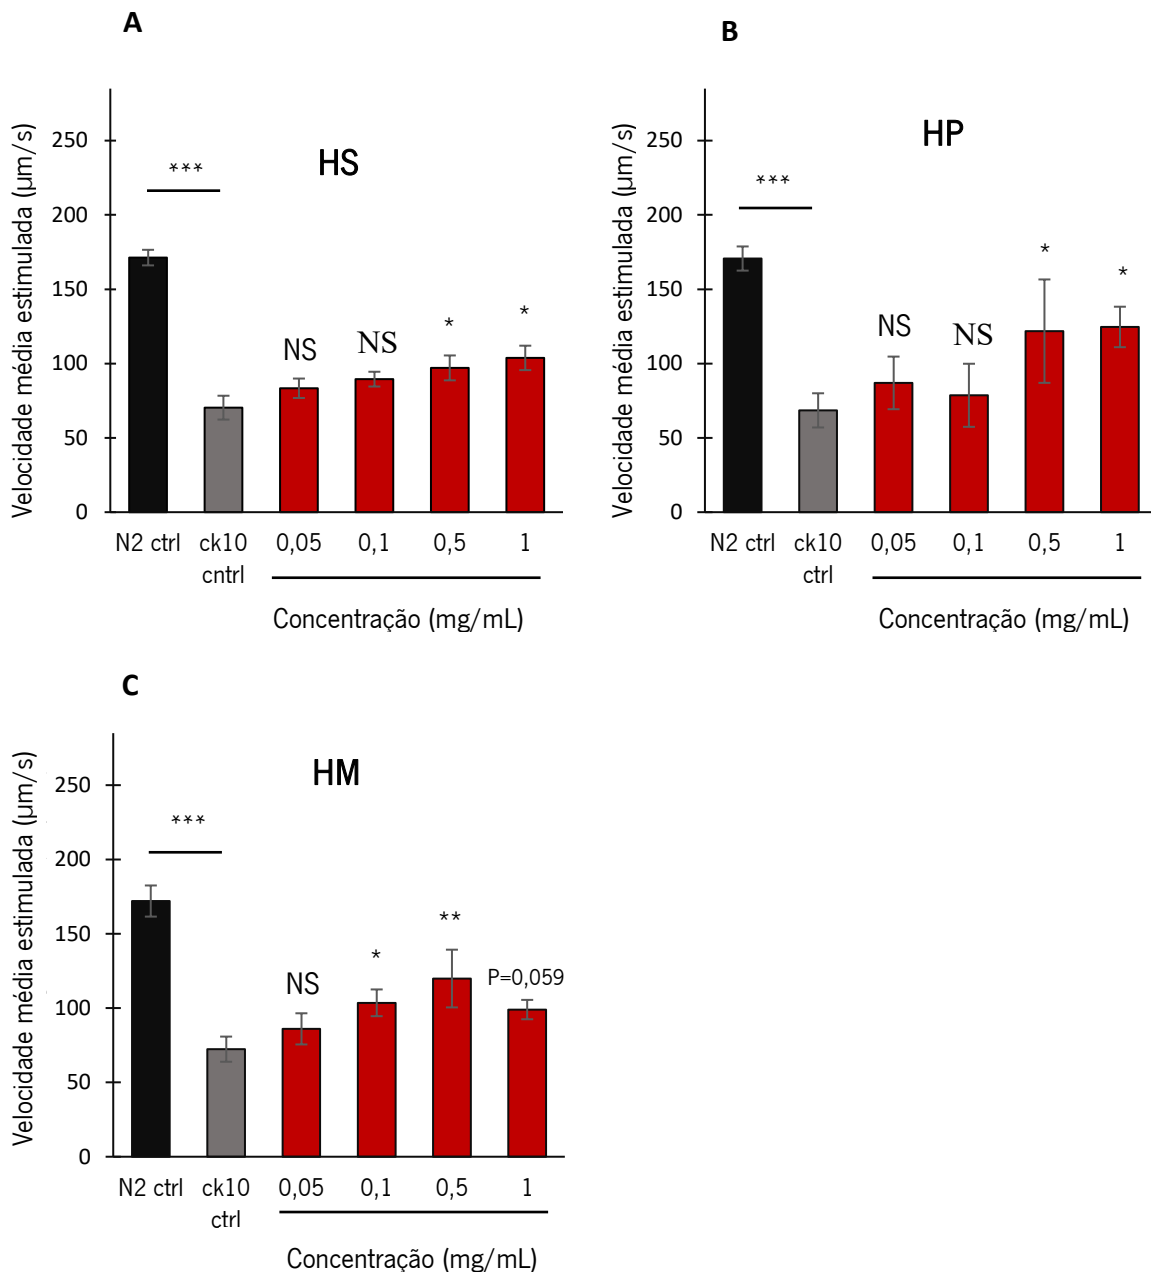 A
Velocidade média estimulada (µm/s)
250
200
150
100
50
0
HS
***
NS
NS
*
*
N2 ctrl
ck10
cntrl
0,05
0,1
0,5
1
Concentração (mg/mL)
B
Velocidade média estimulada (µm/s)
250
200
150
100
50
0
HP
***
NS
NS
*
*
N2 ctrl
ck10
ctrl
0,05
0,1
0,5
1
Concentração (mg/mL)
C
Velocidade média estimulada (µm/s)
250
200
150
100
50
0
HM
***
NS
*
**
P=0,059
N2 ctrl
ck10
ctrl
0,05
0,1
0,5
1
Concentração (mg/mL)